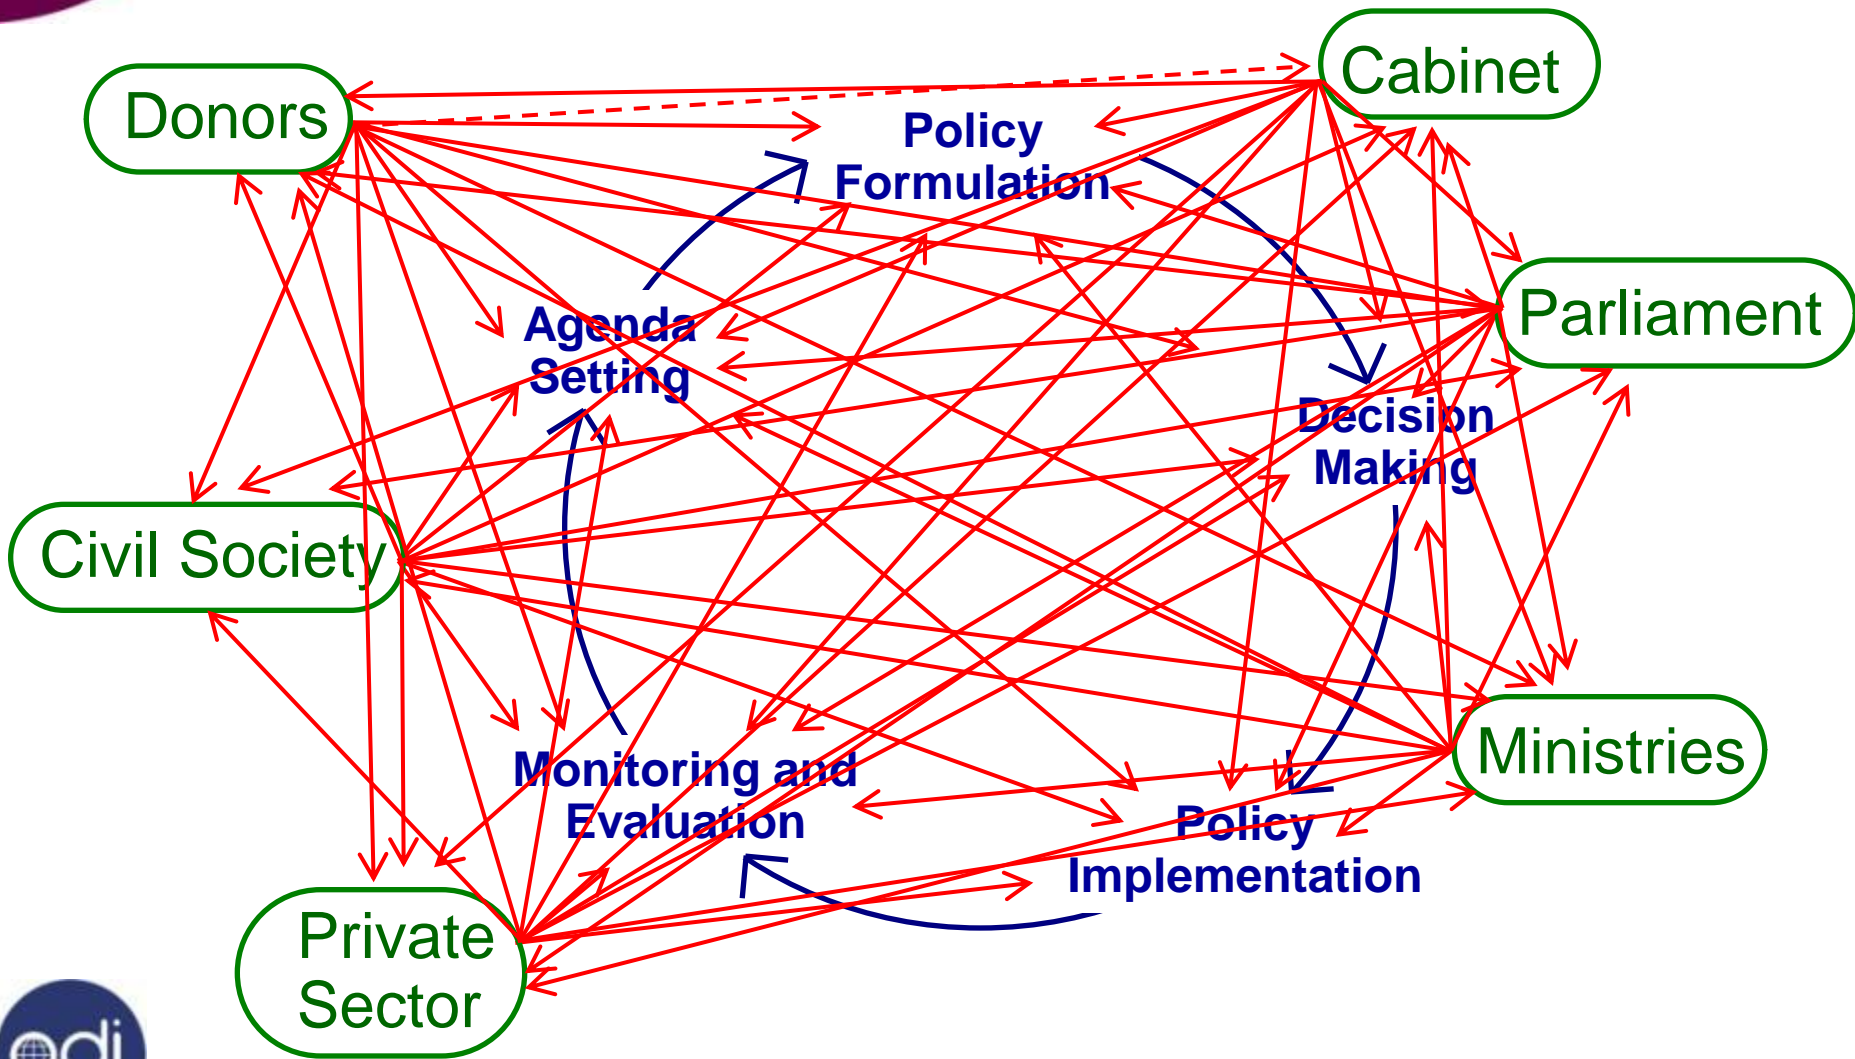 Cabinet
Donors
Policy
Formulation
Parliament
Agenda
Setting
Decision
Making
Civil Society
Ministries
Monitoring and
Evaluation
Policy
Implementation
Private
Sector
odi